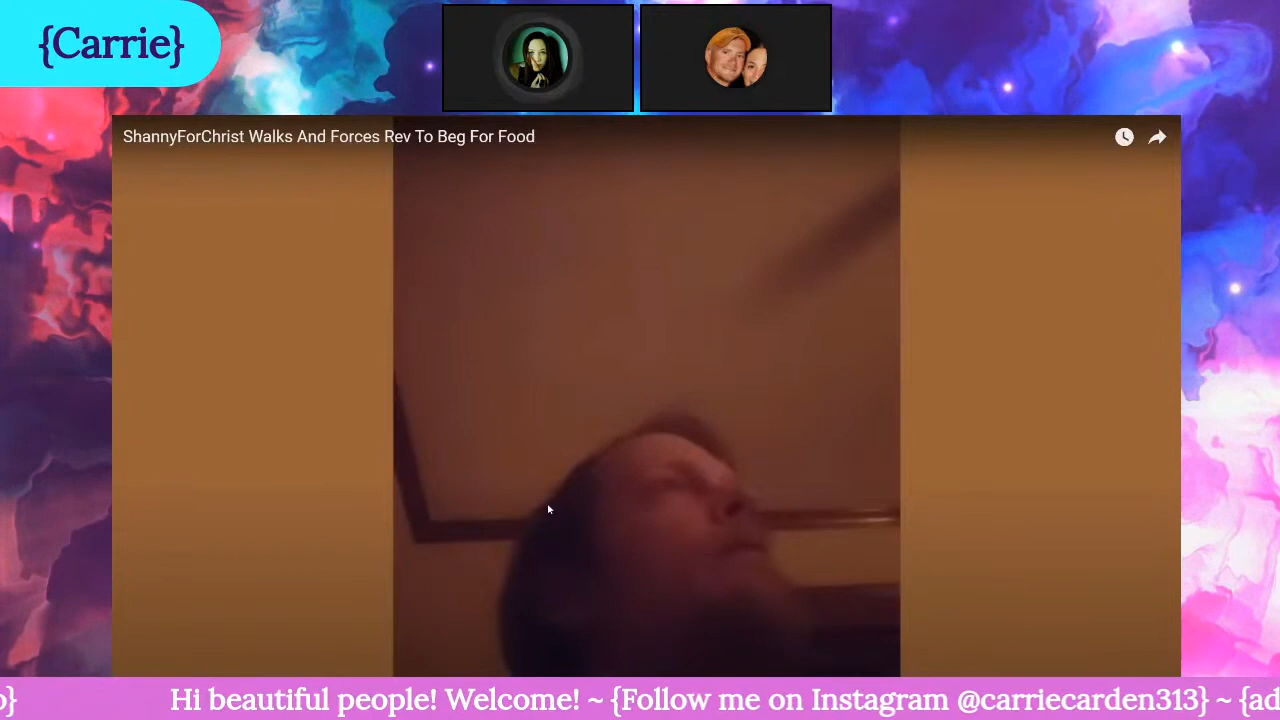 {Carrie}
ShannyForChrist Walks And Forces Rev To Beg For Food
} Hi beautiful people! Welcome! ~ {Follow me on Instagram @carriecarden313} ~ {